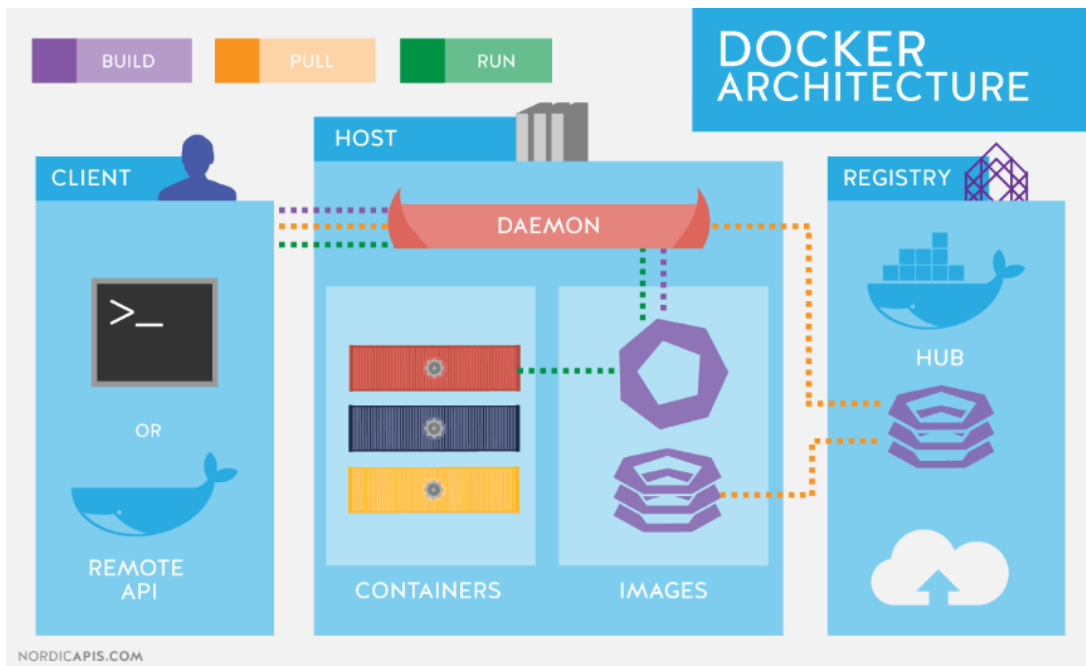 BUILD
PULL
RUN
DOCKER
ARCHITECTURE
HOST
CLIENT
REGISTRY
DAEMON
>_
HUB
OR
REMOTE
API
CONTAINERS
IMAGES
NORDICAPIS.COM